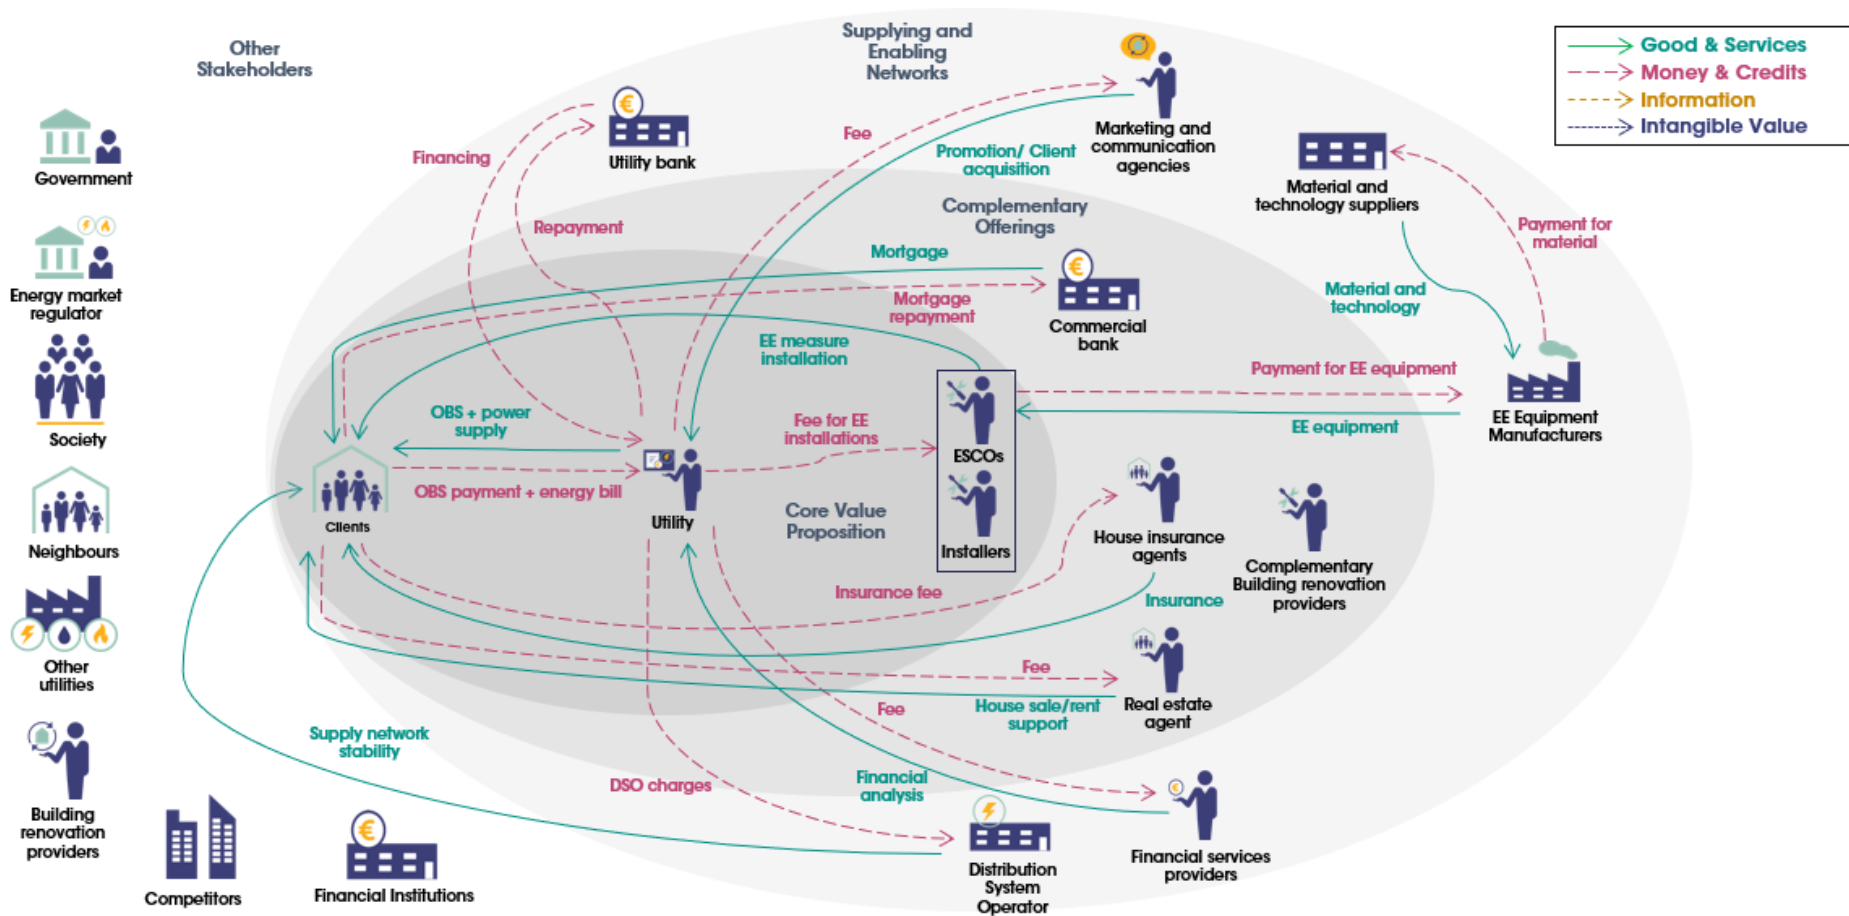 Other
Stakeholders
Supplying and
Enabling
Networks
Good & Services
Money & Credits
Information
Intangible Value
Government
Energy market
regulator
Society
Neighbours
Other
utilities
Building
renovation
providers
Competitors
Financial Institutions
Financing
Utility bank
Repayment
Fee
Promotion/ Client
acquisition
Marketing and
communication
agencies
Material and
technology suppliers
Payment for
material
Material and
technology
Complementary
Offerings
Mortgage
Mortgage
repayment
Commercial
bank
EE measure
installation
Payment for EE equipment
EE equipment
EE Equipment
Manufacturers
OBS + power
supply
Fee for EE
installations
ESCOs
Installers
OBS payment + energy bill
Clients
Utility
Core Value
Proposition
House insurance
agents
Complementary
Building renovation
providers
Insurance fee
Insurance
Fee
House sale/rent
support
Real estate
agent
Supply network
stability
Fee
DSO charges
Financial
analysis
Distribution
System
Operator
Financial services
providers